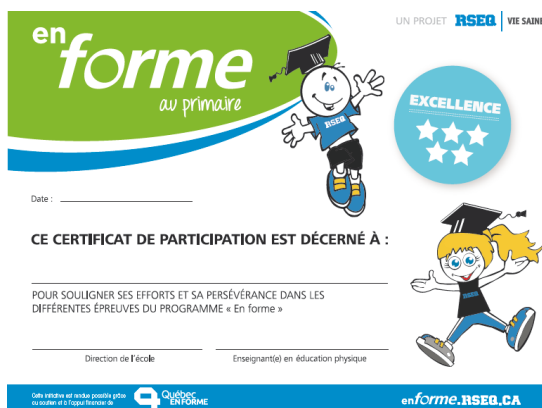 en
forme
au primaire
UN PROJET RSEQ VIE SAINE
EXCELLENCE
RSEQ
Date :
CE CERTIFICAT DE PARTICIPATION EST DÉCERNÉ À :
POUR SOULIGNER SES EFFORTS ET SA PERSÉVÉRANCE DANS LES
DIFFÉRENTES ÉPREUVES DU PROGRAMME « En forme »
RSEQ
Direction de l'école Enseignant(e) en éducation physique
Cette initiative est rendue possible grâce
au soutien et à l'appui financier de
Québec
EN FORME
enforme.RSEQ.CA